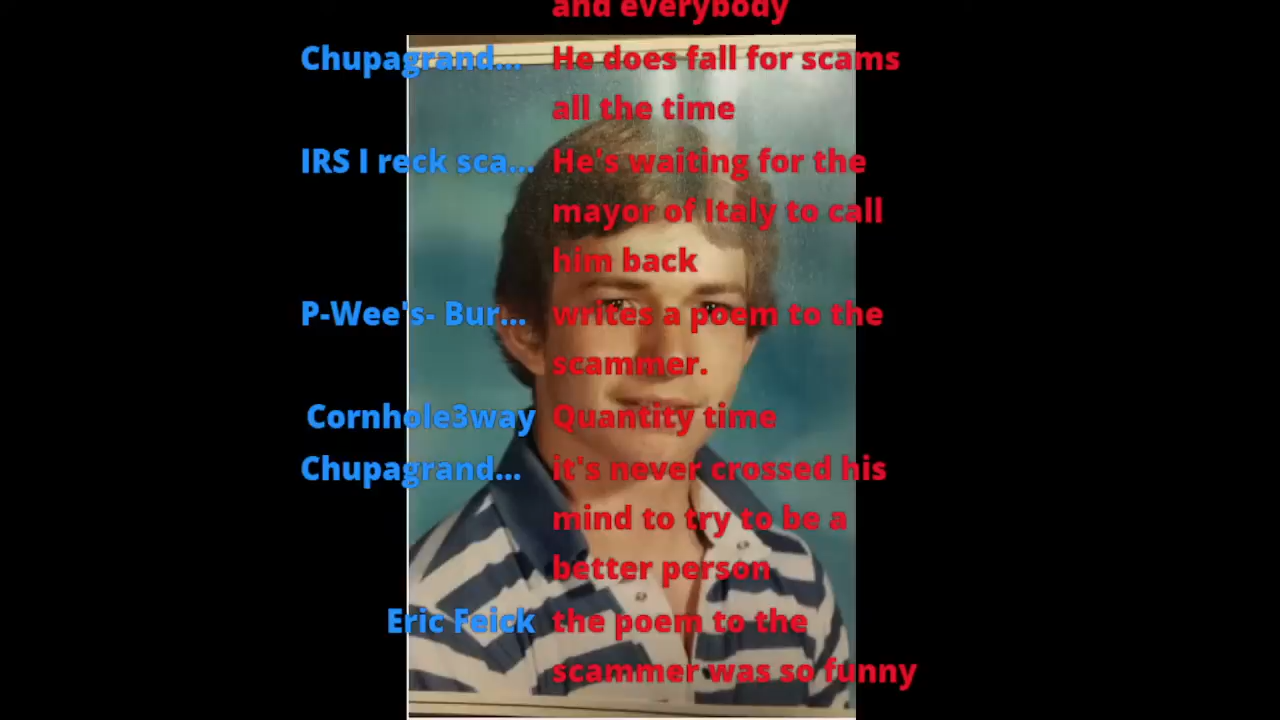 and everybody
Chupagrand... He does fall for scams
all the time
IRS I reck sca... He's waiting for the
mayor of Italy to call
him back
P-Wee's- Bur... writes a poem to the
scammer.
Cornhole3way Quantity time
Chupagrand... it's never crossed his
mind to try to be a
better person
Eric Feick the poem to the
scammer was so funny